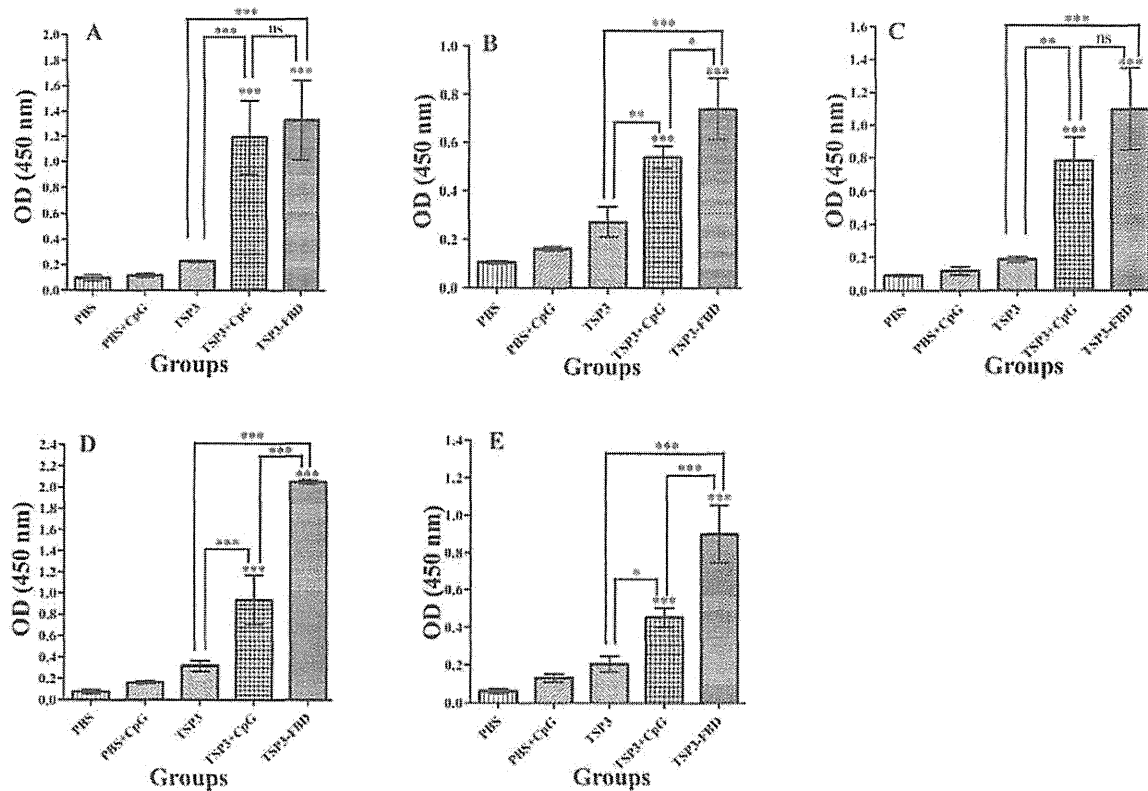 A
OD (450 nm)
2.0
1.8
1.6
1.4
1.2
1.0
0.8
0.6
0.4
0.2
0.0
***
*** ns
***
***
PBS
PBS+CpG
TSP3
TSP3+CpG
TSP3-FBD
Groups
B
OD (450 nm)
1.0
0.8
0.6
0.4
0.2
0.0
***
*
***
**
***
PBS
PBS+CpG
TSP3
TSP3+CpG
TSP3-FBD
Groups
C
OD (450 nm)
1.6
1.4
1.2
1.0
0.8
0.6
0.4
0.2
0.0
***
** ns
***
***
PBS
PBS+CpG
TSP3
TSP3+CpG
TSP3-FBD
Groups
D
OD (450 nm)
2.4
2.2
2.0
1.8
1.6
1.4
1.2
1.0
0.8
0.6
0.4
0.2
0.0
***
***
***
***
***
PBS
PBS+CpG
TSP3
TSP3+CpG
TSP3-FBD
Groups
E
OD (450 nm)
1.4
1.2
1.0
0.8
0.6
0.4
0.2
0.0
***
***
***
*
***
PBS
PBS+CpG
TSP3
TSP3+CpG
TSP3-FBD
Groups